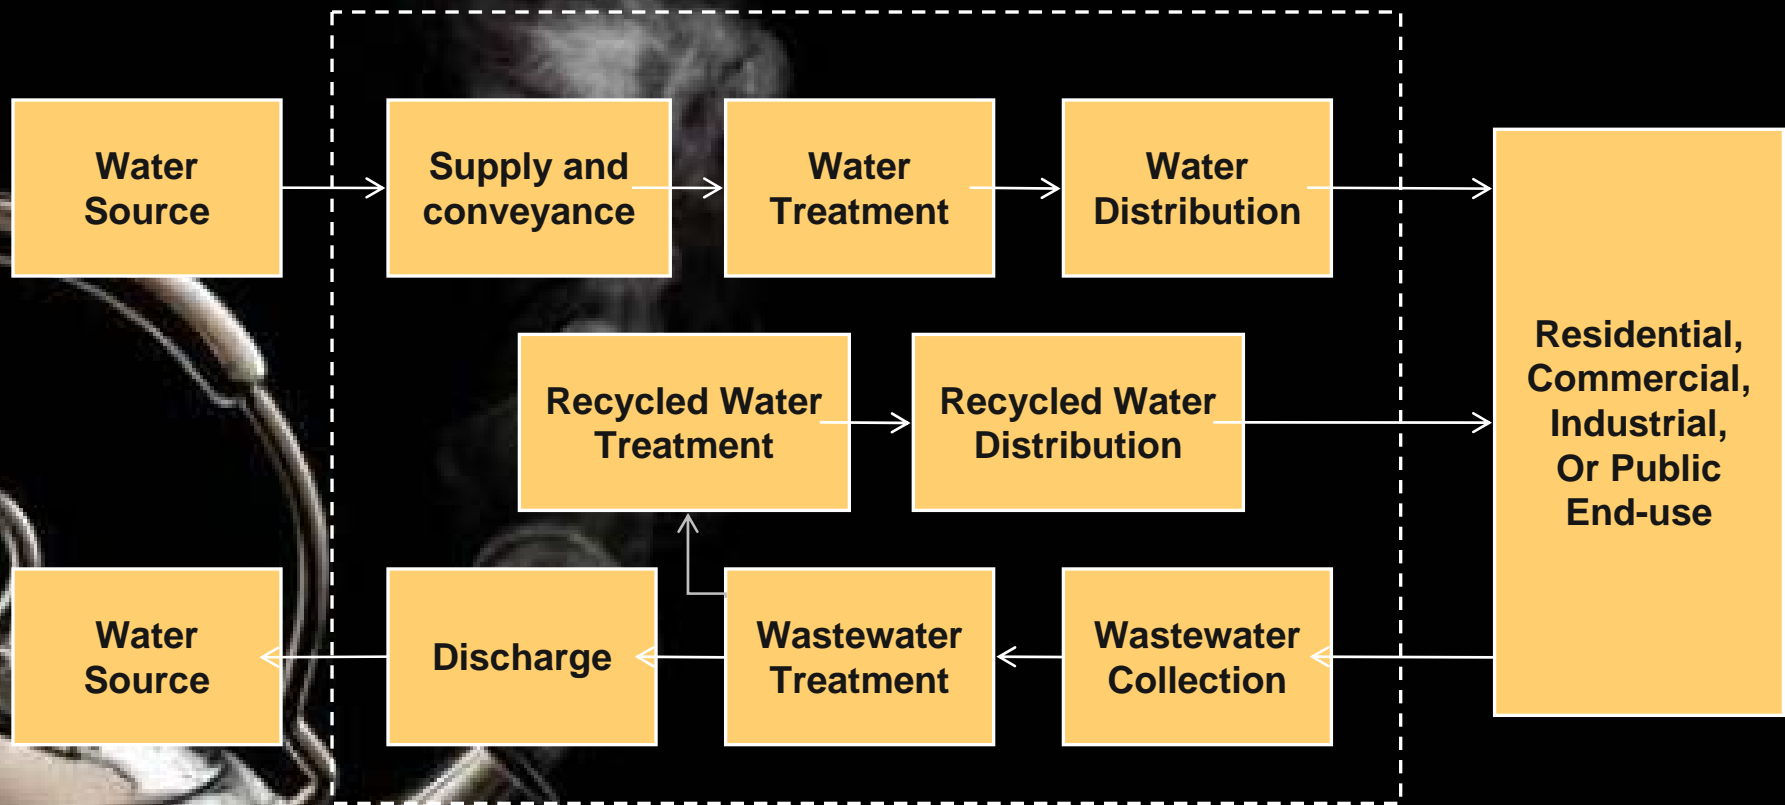 Water
Source
Supply and
conveyance
Water
Treatment
Water
Distribution
Residential,
Commercial,
Industrial,
Or Public
End-use
Recycled Water
Treatment
Recycled Water
Distribution
Water
Source
Discharge
Wastewater
Treatment
Wastewater
Collection